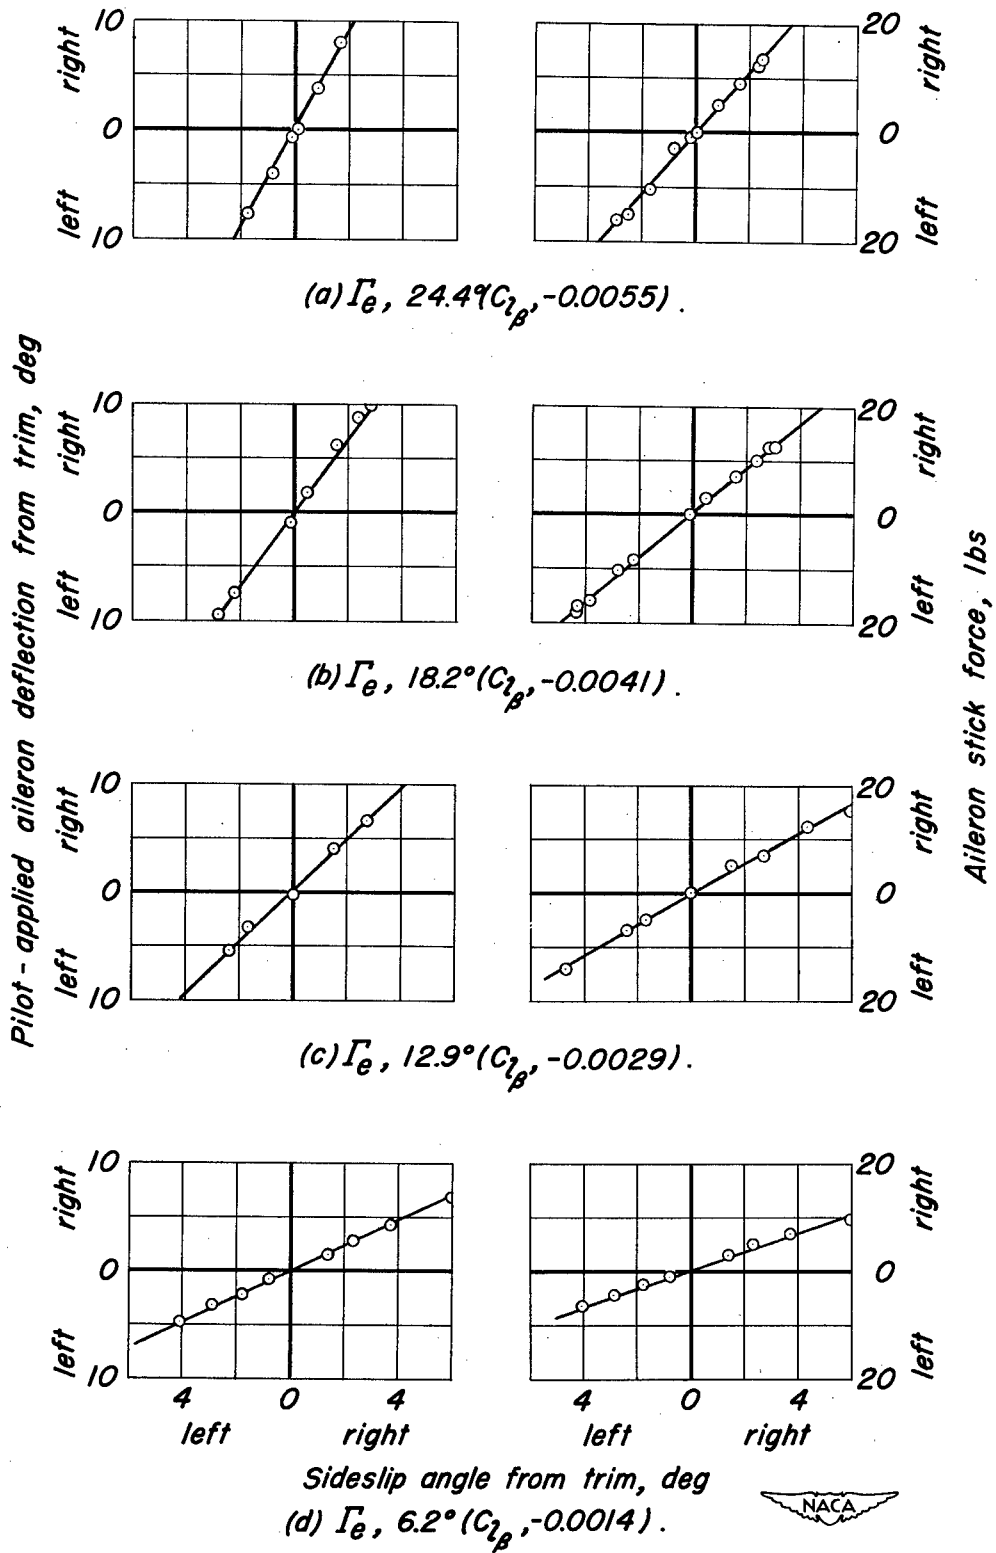 10
right
0
left
10
20
right
0
left
20
(a) Γe, 24.4°(Clβ, -0.0055).
Pilot-applied aileron deflection from trim, deg
10
right
0
left
10
20
right
0
left
20
Aileron stick force, lbs
(b) Γe, 18.2°(Clβ, -0.0041).
10
right
0
left
10
20
right
0
left
20
(c) Γe, 12.9°(Clβ, -0.0029).
10
right
0
left
10
20
right
0
left
20
4 0 4
left right
4 0 4
left right
Sideslip angle from trim, deg
(d) Γe, 6.2°(Clβ, -0.0014).
NACA